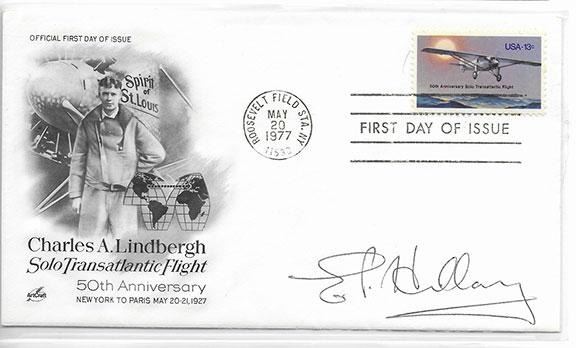 OFFICIAL FIRST DAY OF ISSUE
Spirit
of
St. Louis
USA·13c
50th Anniversary Solo Transatlantic Flight
ROOSEVELT FIELD STA. NY
MAY
20
1977
FIRST DAY OF ISSUE
Charles A. Lindbergh
Solo Transatlantic Flight
50th Anniversary
NEW YORK TO PARIS MAY 20-21, 1927
ArtCraft
E P. Hillary